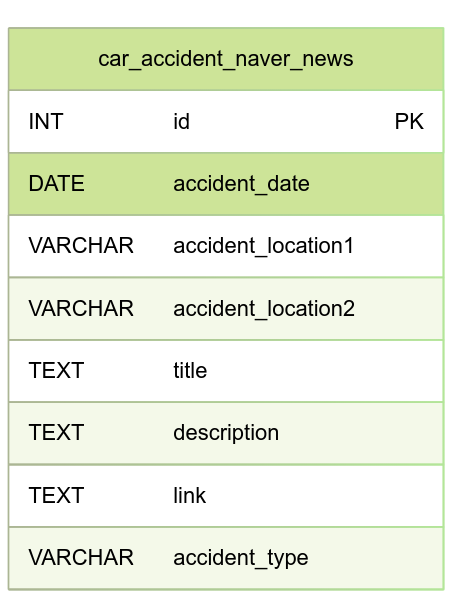 car_accident_naver_news
INT id PK
DATE accident_date
VARCHAR accident_location1
VARCHAR accident_location2
TEXT title
TEXT description
TEXT link
VARCHAR accident_type